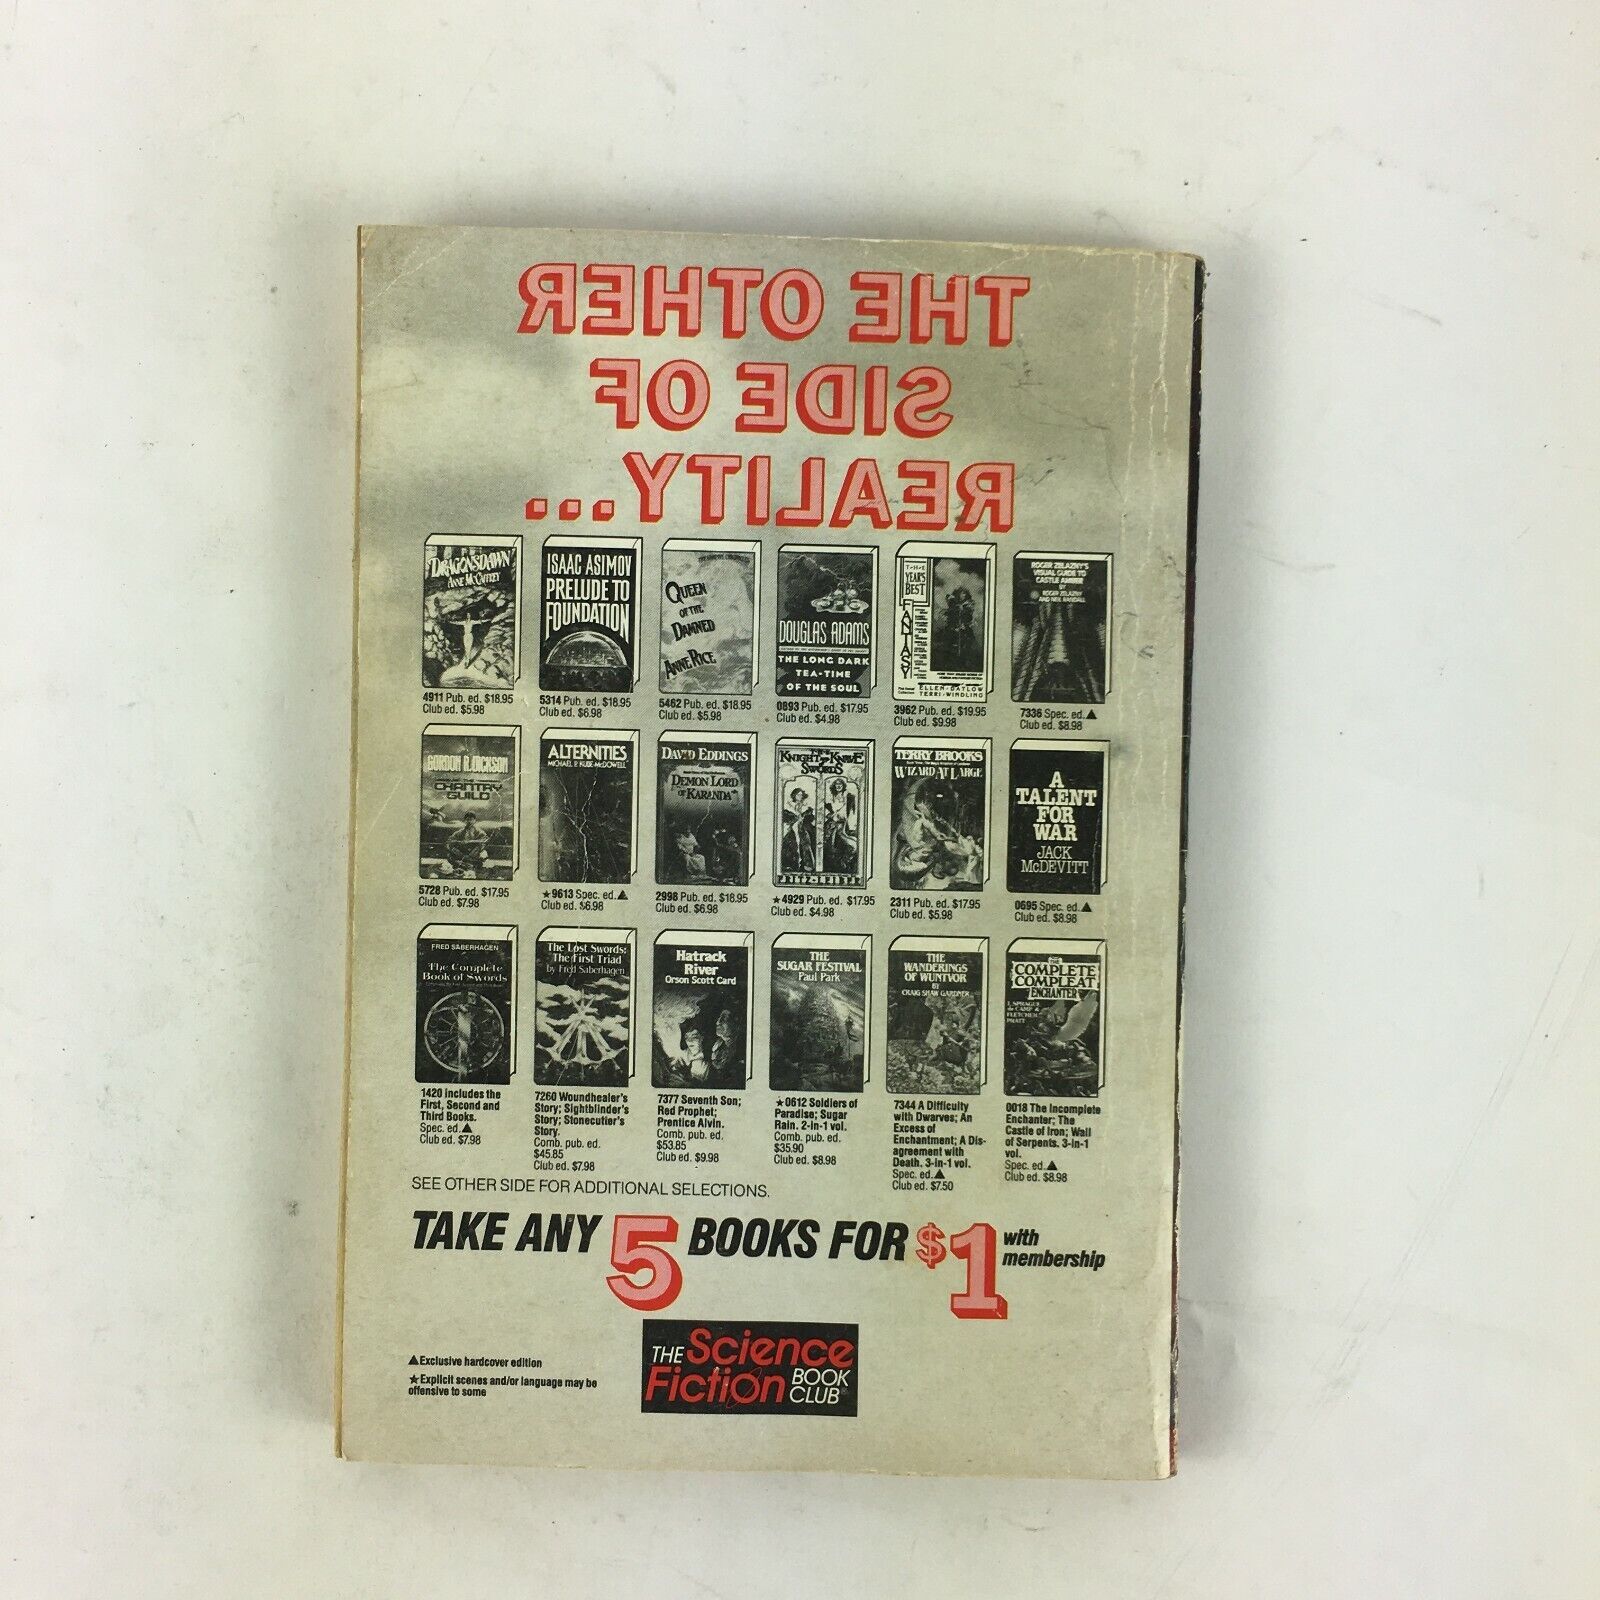 THE OTHER
SIDE OF
REALITY...
DRAGONSDAWN
ANNE McCAFFREY
4911 Pub. ed. $18.95
Club ed. $5.98
ISAAC ASIMOV
PRELUDE TO
FOUNDATION
5314 Pub. ed. $18.95
Club ed. $6.98
QUEEN
OF THE
DAMNED
ANNE RICE
5462 Pub. ed. $18.95
Club ed. $5.98
DOUGLAS ADAMS
THE LONG DARK
TEA-TIME
OF THE SOUL
0893 Pub. ed. $17.95
Club ed. $4.98
THE
YEAR'S
BEST
FANTASY
ELLEN DATLOW
TERRI WINDLING
3962 Pub. ed. $19.95
Club ed. $9.98
ROGER ZELAZNY'S
VISUAL GUIDE TO
CASTLE AMBER
BY
ROGER ZELAZNY
AND NEIL RANDALL
7336 Spec. ed.▲
Club ed. $8.98
GORDON R. DICKSON
CHANTRY
GUILD
5728 Pub. ed. $17.95
Club ed. $7.98
ALTERNITIES
MICHAEL P. KUBE-McDOWELL
★9613 Spec. ed.▲
Club ed. $6.98
DAVID EDDINGS
DEMON LORD
OF KARANDA
2998 Pub. ed. $18.95
Club ed. $6.98
THE
KNIGHT AND KNAVE
OF SWORDS
FRITZ LEIBER
★4929 Pub. ed. $17.95
Club ed. $4.98
TERRY BROOKS
WIZARD AT LARGE
2311 Pub. ed. $17.95
Club ed. $5.98
A
TALENT
FOR
WAR
JACK
McDEVITT
0695 Spec. ed.▲
Club ed. $8.98
FRED SABERHAGEN
The Complete
Book of Swords
1420 includes the
First, Second and
Third Books.
Spec. ed.▲
Club ed. $7.98
The Lost Swords:
The First Triad
by Fred Saberhagen
7260 Woundhealer's
Story; Sightblinder's
Story; Stonecutter's
Story.
Comb. pub. ed.
$45.85
Club ed. $7.98
Hatrack
River
Orson Scott Card
7377 Seventh Son;
Red Prophet;
Prentice Alvin.
Comb. pub. ed.
$53.85
Club ed. $9.98
THE
SUGAR FESTIVAL
Paul Park
★0612 Soldiers of
Paradise; Sugar
Rain. 2-in-1 vol.
Comb. pub. ed.
$35.90
Club ed. $8.98
THE
WANDERINGS
OF WUNTVOR
BY
CRAIG SHAW GARDNER
7344 A Difficulty
with Dwarves; An
Excess of
Enchantment; A Dis-
agreement with
Death. 3-in-1 vol.
Spec. ed.▲
Club ed. $7.50
THE
COMPLETE
COMPLEAT
ENCHANTER
L. SPRAGUE
de CAMP &
FLETCHER
PRATT
0018 The Incomplete
Enchanter; The
Castle of Iron; Wall
of Serpents. 3-in-1
vol.
Spec. ed.▲
Club ed. $8.98
SEE OTHER SIDE FOR ADDITIONAL SELECTIONS.
TAKE ANY 5 BOOKS FOR $1 with
membership
▲Exclusive hardcover edition
★Explicit scenes and/or language may be
offensive to some
THE Science
Fiction BOOK
CLUB®